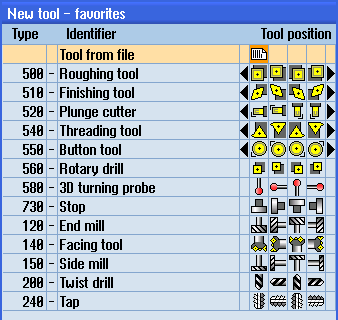 New tool - favorites
Type Identifier Tool position
Tool from file
500 - Roughing tool
510 - Finishing tool
520 - Plunge cutter
540 - Threading tool
550 - Button tool
560 - Rotary drill
580 - 3D turning probe
730 - Stop
120 - End mill
140 - Facing tool
150 - Side mill
200 - Twist drill
240 - Tap